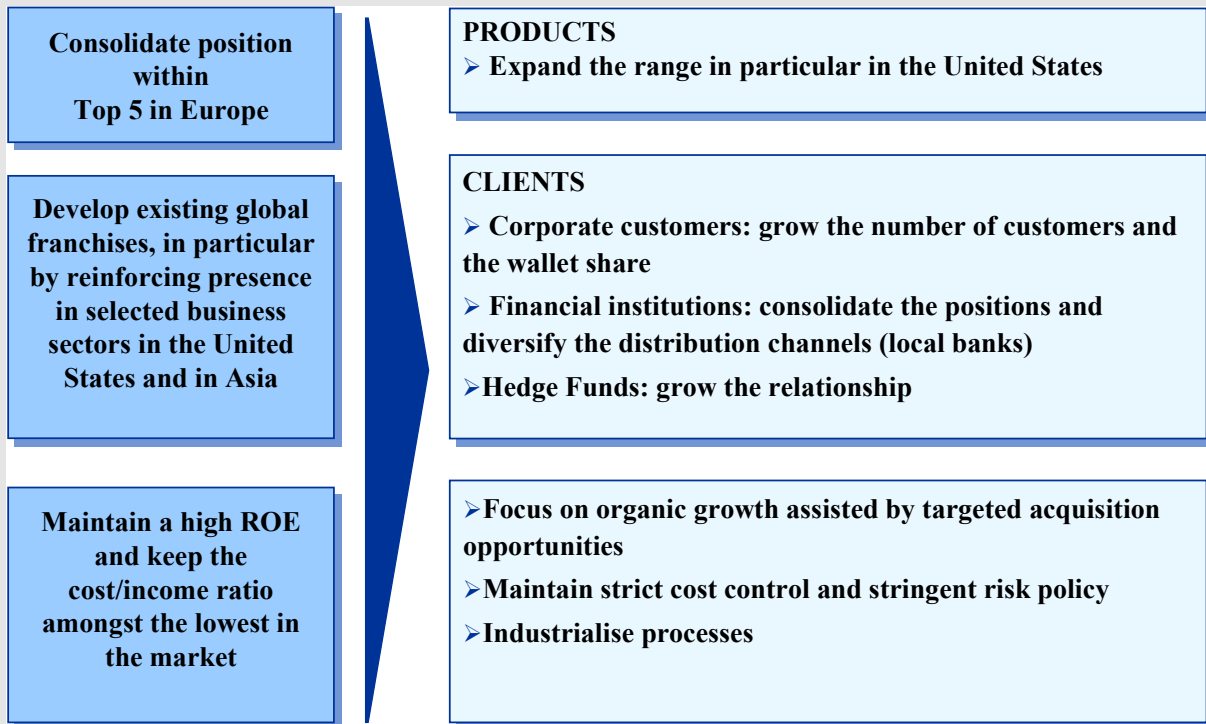 Consolidate position
within
Top 5 in Europe
Develop existing global
franchises, in particular
by reinforcing presence
in selected business
sectors in the United
States and in Asia
Maintain a high ROE
and keep the
cost/income ratio
amongst the lowest in
the market
PRODUCTS
➢ Expand the range in particular in the United States
CLIENTS
➢ Corporate customers: grow the number of customers and
the wallet share
➢ Financial institutions: consolidate the positions and
diversify the distribution channels (local banks)
➢Hedge Funds: grow the relationship
➢Focus on organic growth assisted by targeted acquisition
opportunities
➢Maintain strict cost control and stringent risk policy
➢Industrialise processes